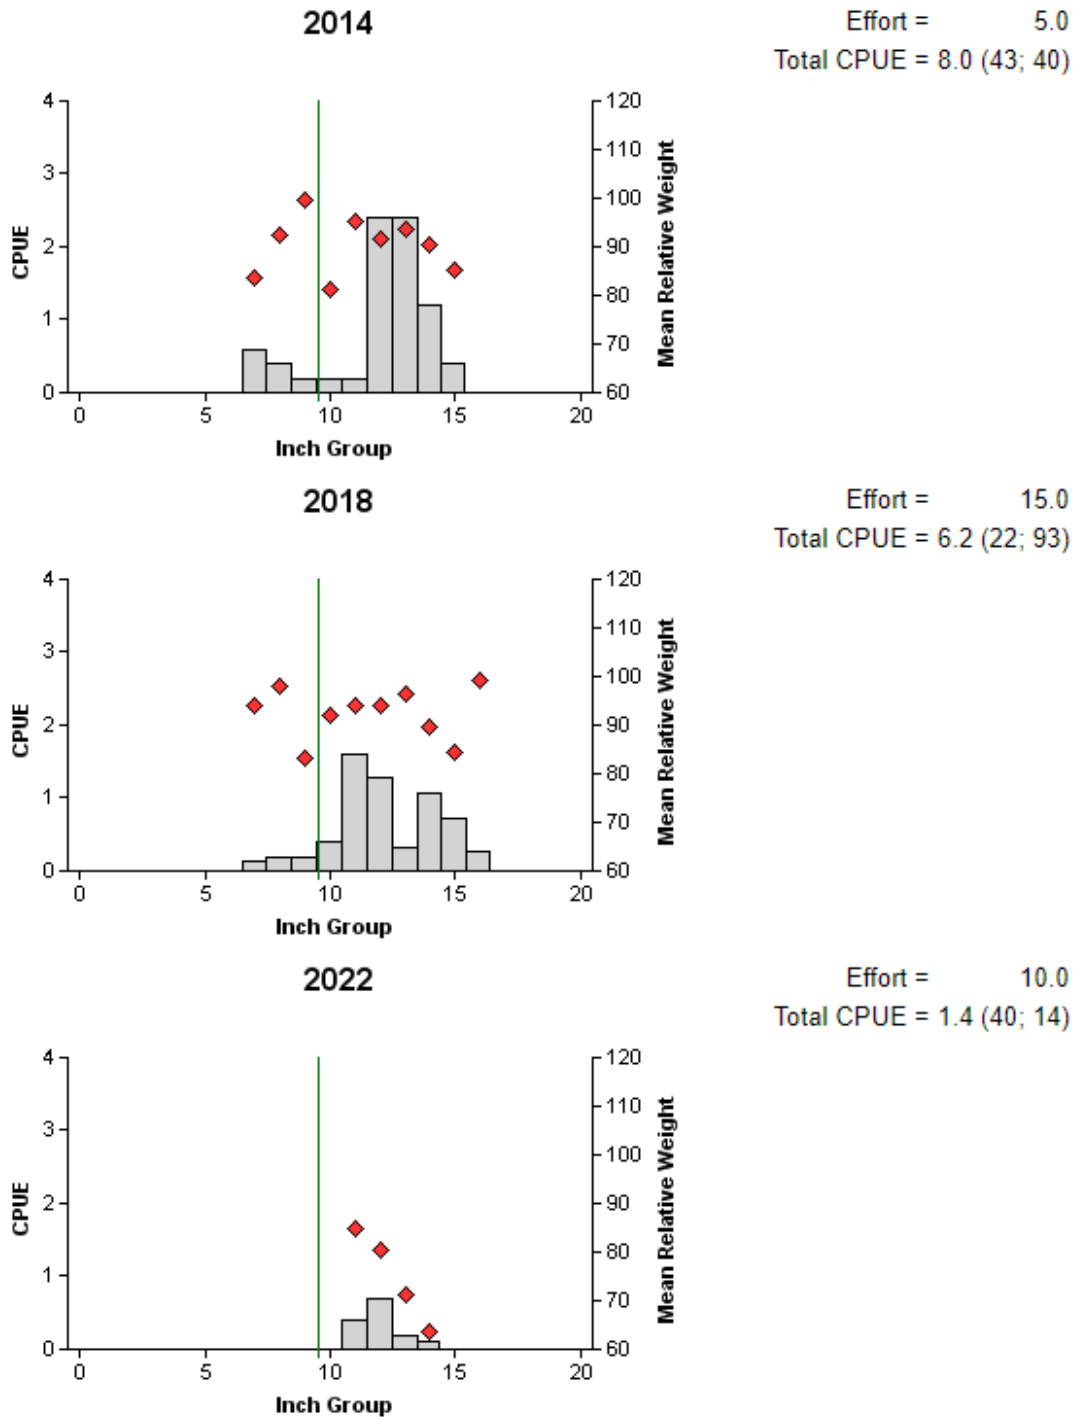 2014
Effort = 5.0
Total CPUE = 8.0 (43; 40)
4
3
2
1
0
CPUE
120
110
100
90
80
70
60
Mean Relative Weight
0 5 10 15 20
Inch Group
2018
Effort = 15.0
Total CPUE = 6.2 (22; 93)
4
3
2
1
0
CPUE
120
110
100
90
80
70
60
Mean Relative Weight
0 5 10 15 20
Inch Group
2022
Effort = 10.0
Total CPUE = 1.4 (40; 14)
4
3
2
1
0
CPUE
120
110
100
90
80
70
60
Mean Relative Weight
0 5 10 15 20
Inch Group